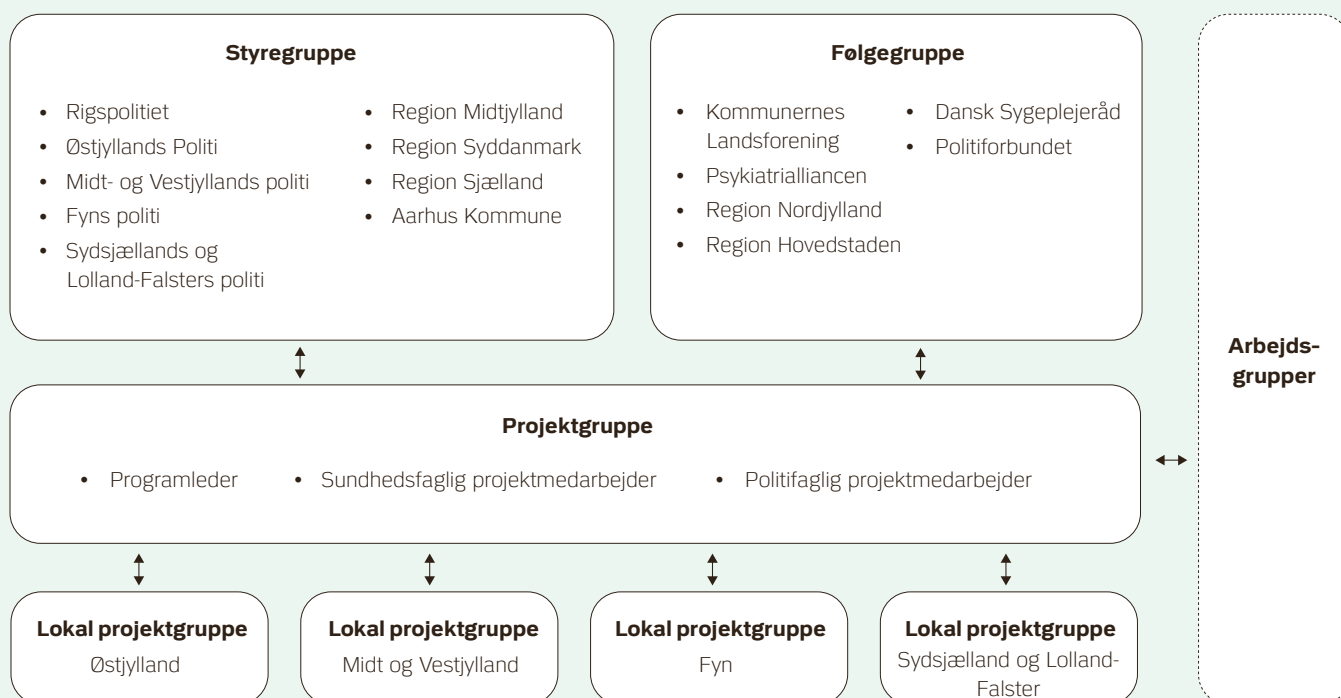 Styregruppe
• Rigspolitiet
• Østjyllands Politi
• Midt- og Vestjyllands politi
• Fyns politi
• Sydsjællands og
Lolland-Falsters politi
• Region Midtjylland
• Region Syddanmark
• Region Sjælland
• Aarhus Kommune
Følgegruppe
• Kommunernes
Landsforening
• Psykiatrialliancen
• Region Nordjylland
• Region Hovedstaden
• Dansk Sygeplejeråd
• Politiforbundet
Arbejds-
grupper
Projektgruppe
• Programleder
• Sundhedsfaglig projektmedarbejder
• Politifaglig projektmedarbejder
Lokal projektgruppe
Østjylland
Lokal projektgruppe
Midt og Vestjylland
Lokal projektgruppe
Fyn
Lokal projektgruppe
Sydsjælland og Lolland-
Falster